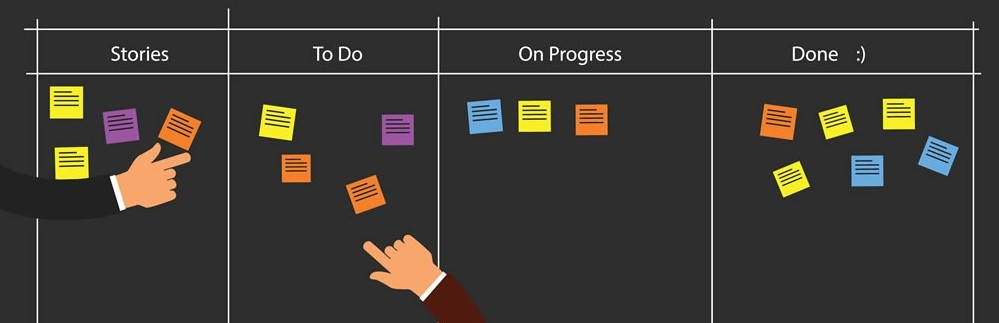 Stories
To Do
On Progress
Done :)